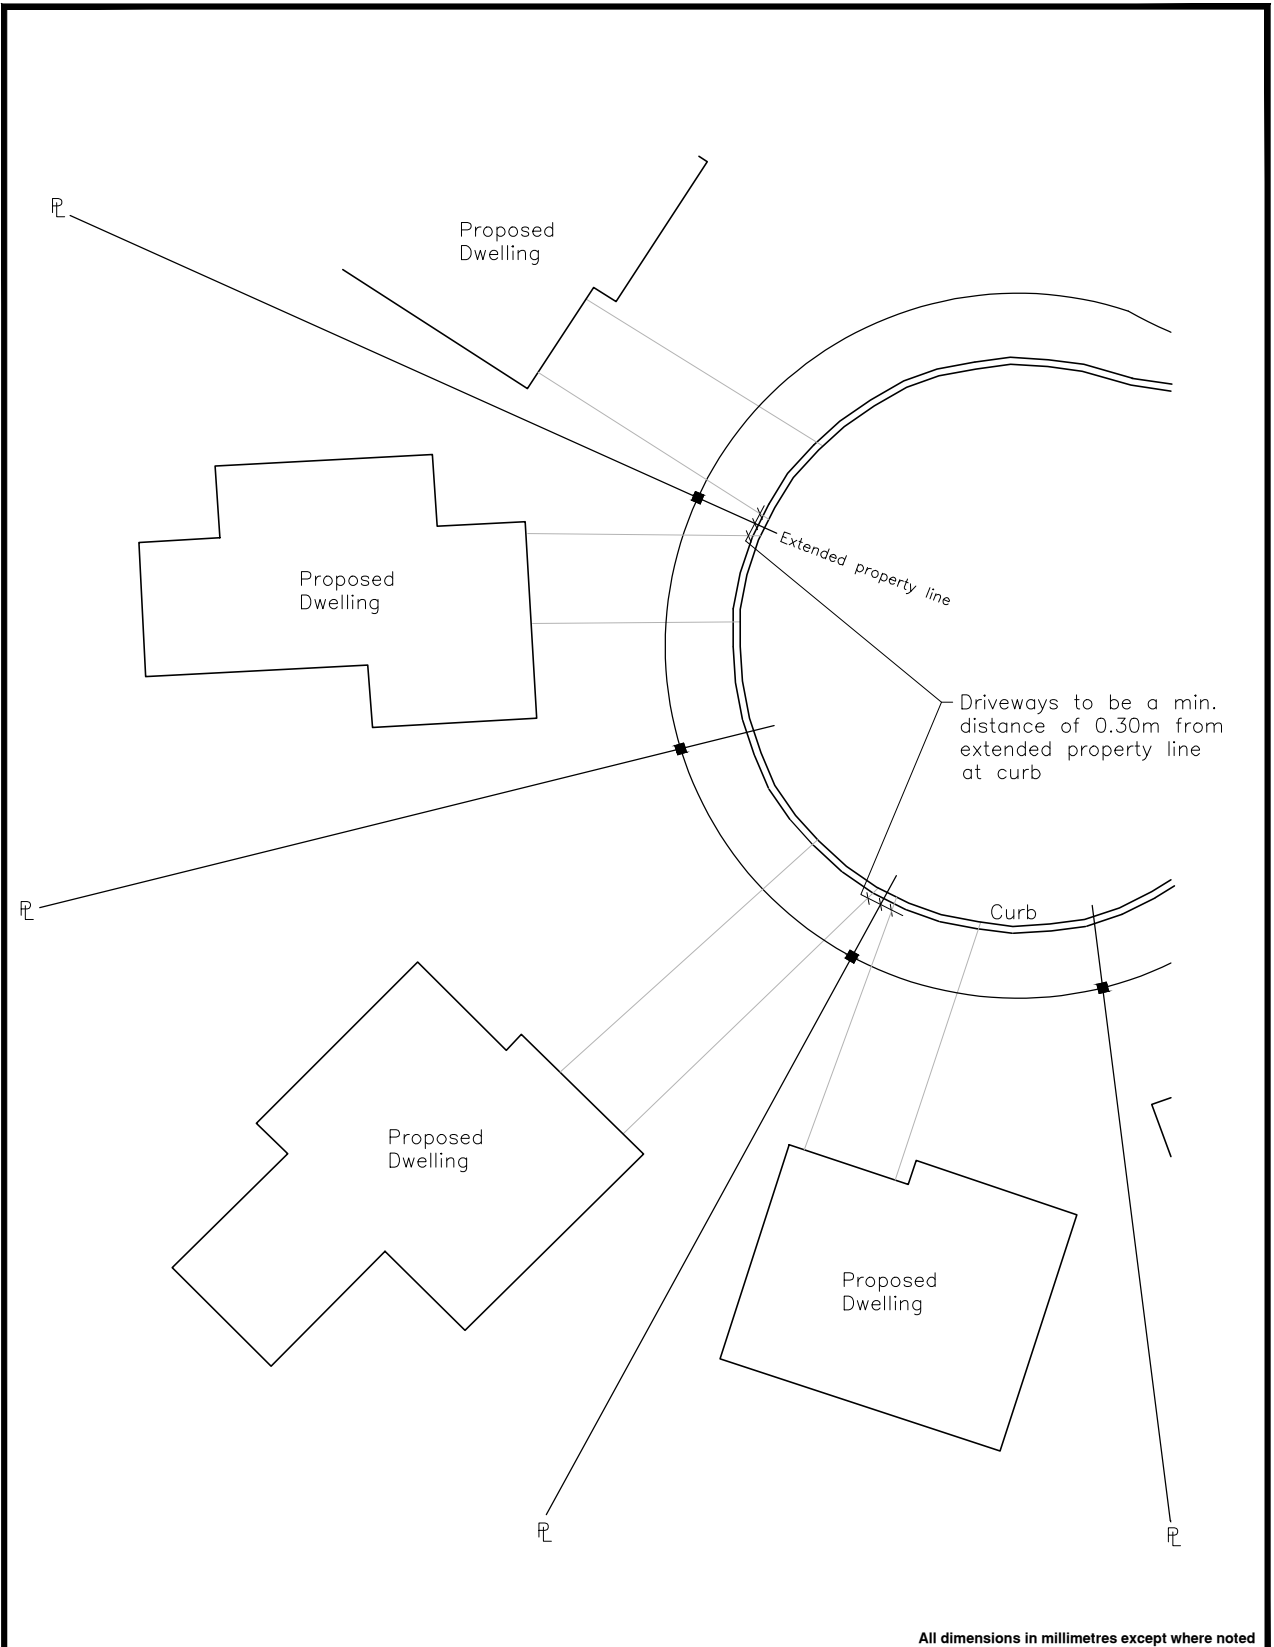 PL
Proposed
Dwelling
Extended property line
Proposed
Dwelling
Driveways to be a min.
distance of 0.30m from
extended property line
at curb
PL
Curb
Proposed
Dwelling
Proposed
Dwelling
PL
PL
All dimensions in millimetres except where noted